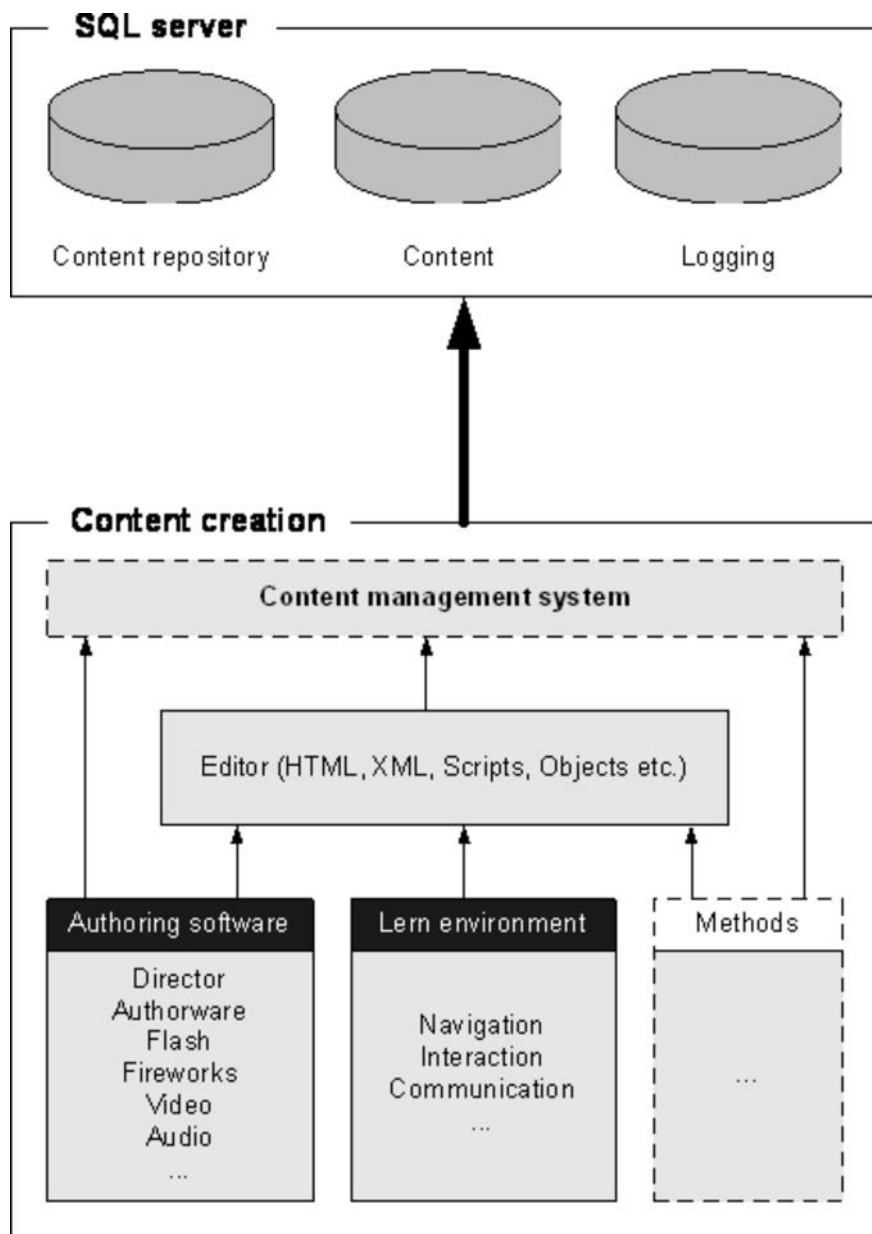 SQL server
Content repository
Content
Logging
Content creation
Content management system
Editor (HTML, XML, Scripts, Objects etc.)
Authoring software
Director
Authorware
Flash
Fireworks
Video
Audio
...
Lern environment
Navigation
Interaction
Communication
...
Methods
...